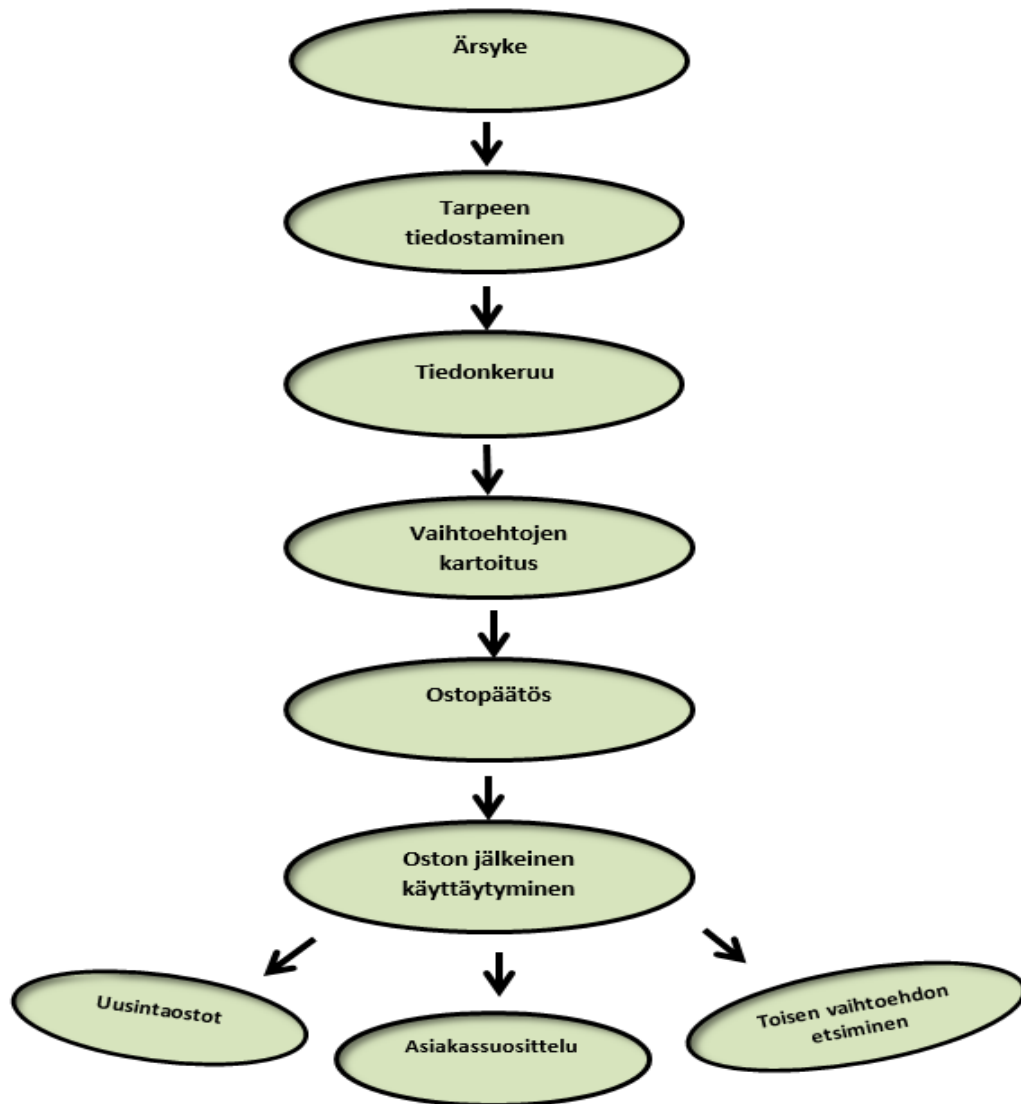 Ärsyke
Tarpeen
tiedostaminen
Tiedonkeruu
Vaihtoehtojen
kartoitus
Ostopäätös
Oston jälkeinen
käyttäytyminen
Uusintaostot
Asiakassuosittelu
Toisen vaihtoehdon
etsiminen